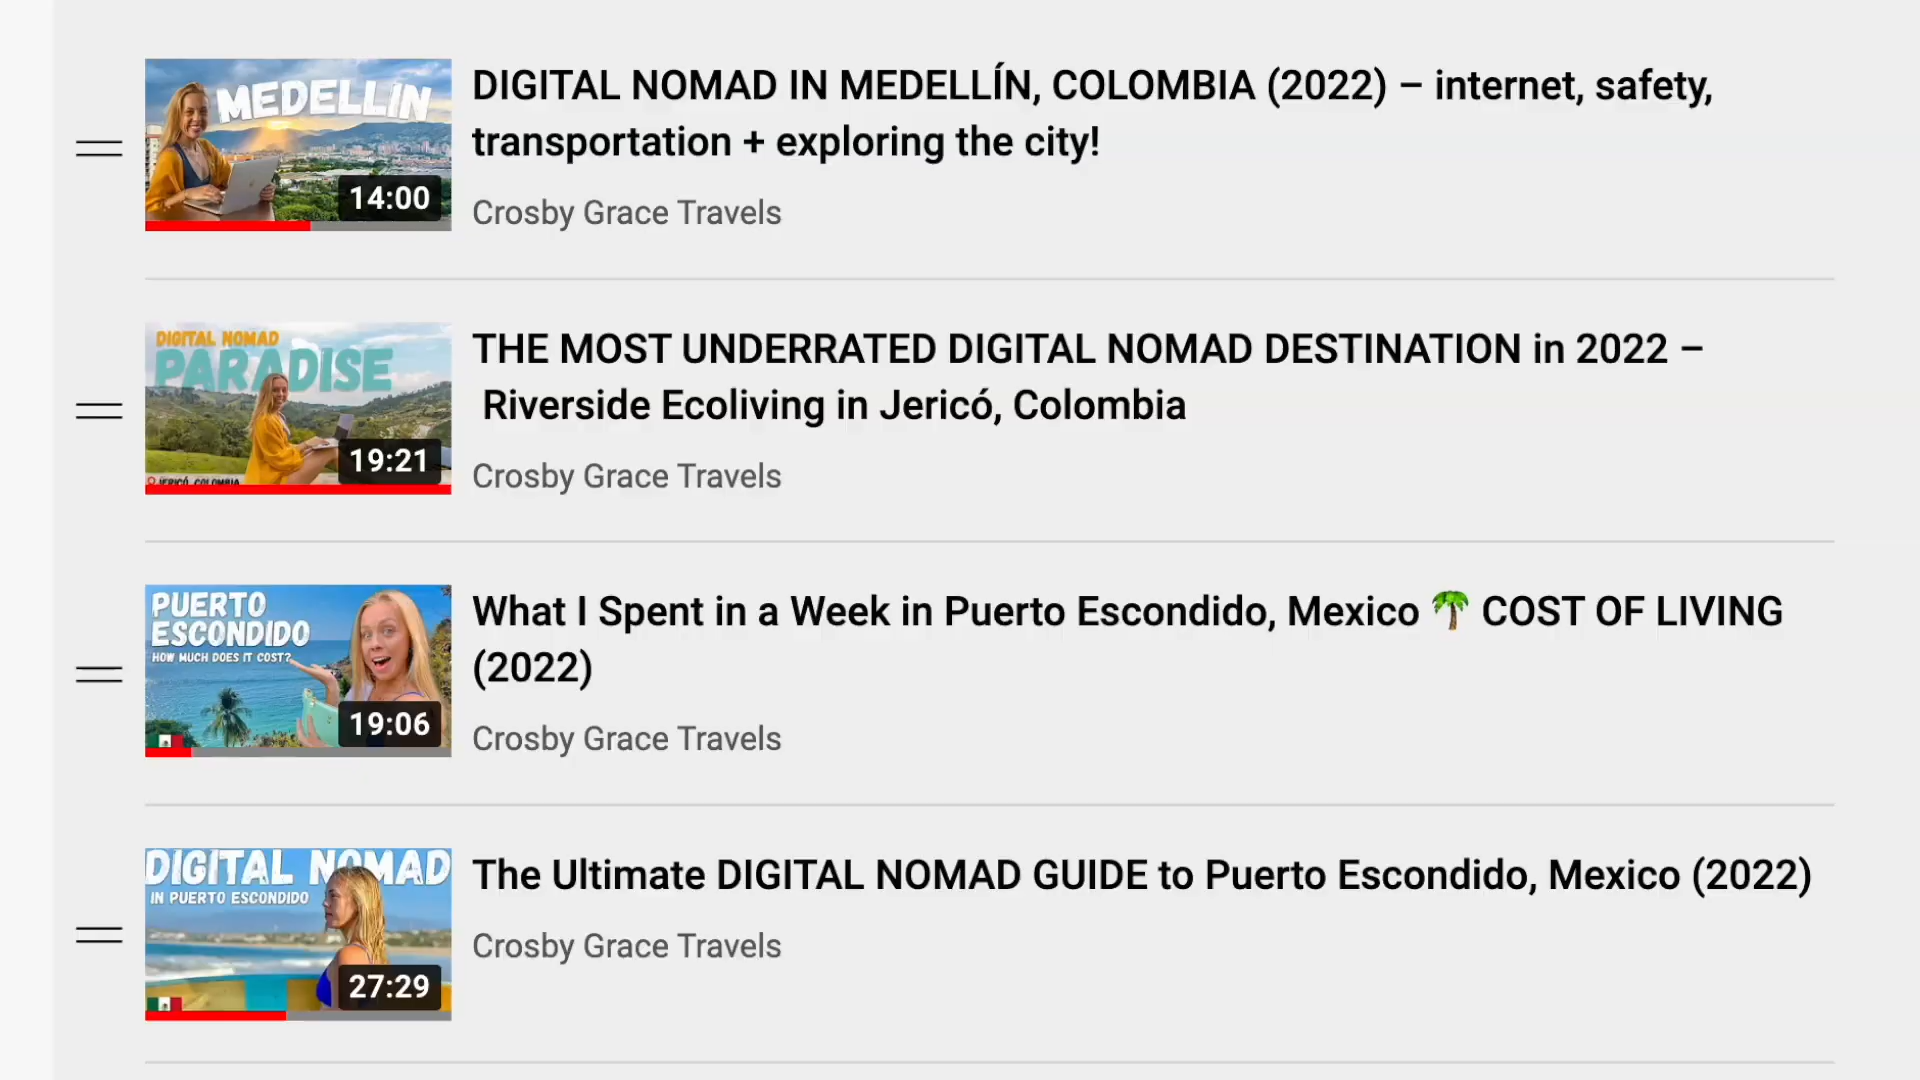 MEDELLÍN
14:00
DIGITAL NOMAD IN MEDELLÍN, COLOMBIA (2022) – internet, safety,
transportation + exploring the city!
Crosby Grace Travels
DIGITAL NOMAD
PARADISE
JERICÓ, COLOMBIA
19:21
THE MOST UNDERRATED DIGITAL NOMAD DESTINATION in 2022 –
Riverside Ecoliving in Jericó, Colombia
Crosby Grace Travels
PUERTO
ESCONDIDO
HOW MUCH DOES IT COST?
19:06
What I Spent in a Week in Puerto Escondido, Mexico 🌴 COST OF LIVING
(2022)
Crosby Grace Travels
DIGITAL NOMAD
IN PUERTO ESCONDIDO
27:29
The Ultimate DIGITAL NOMAD GUIDE to Puerto Escondido, Mexico (2022)
Crosby Grace Travels